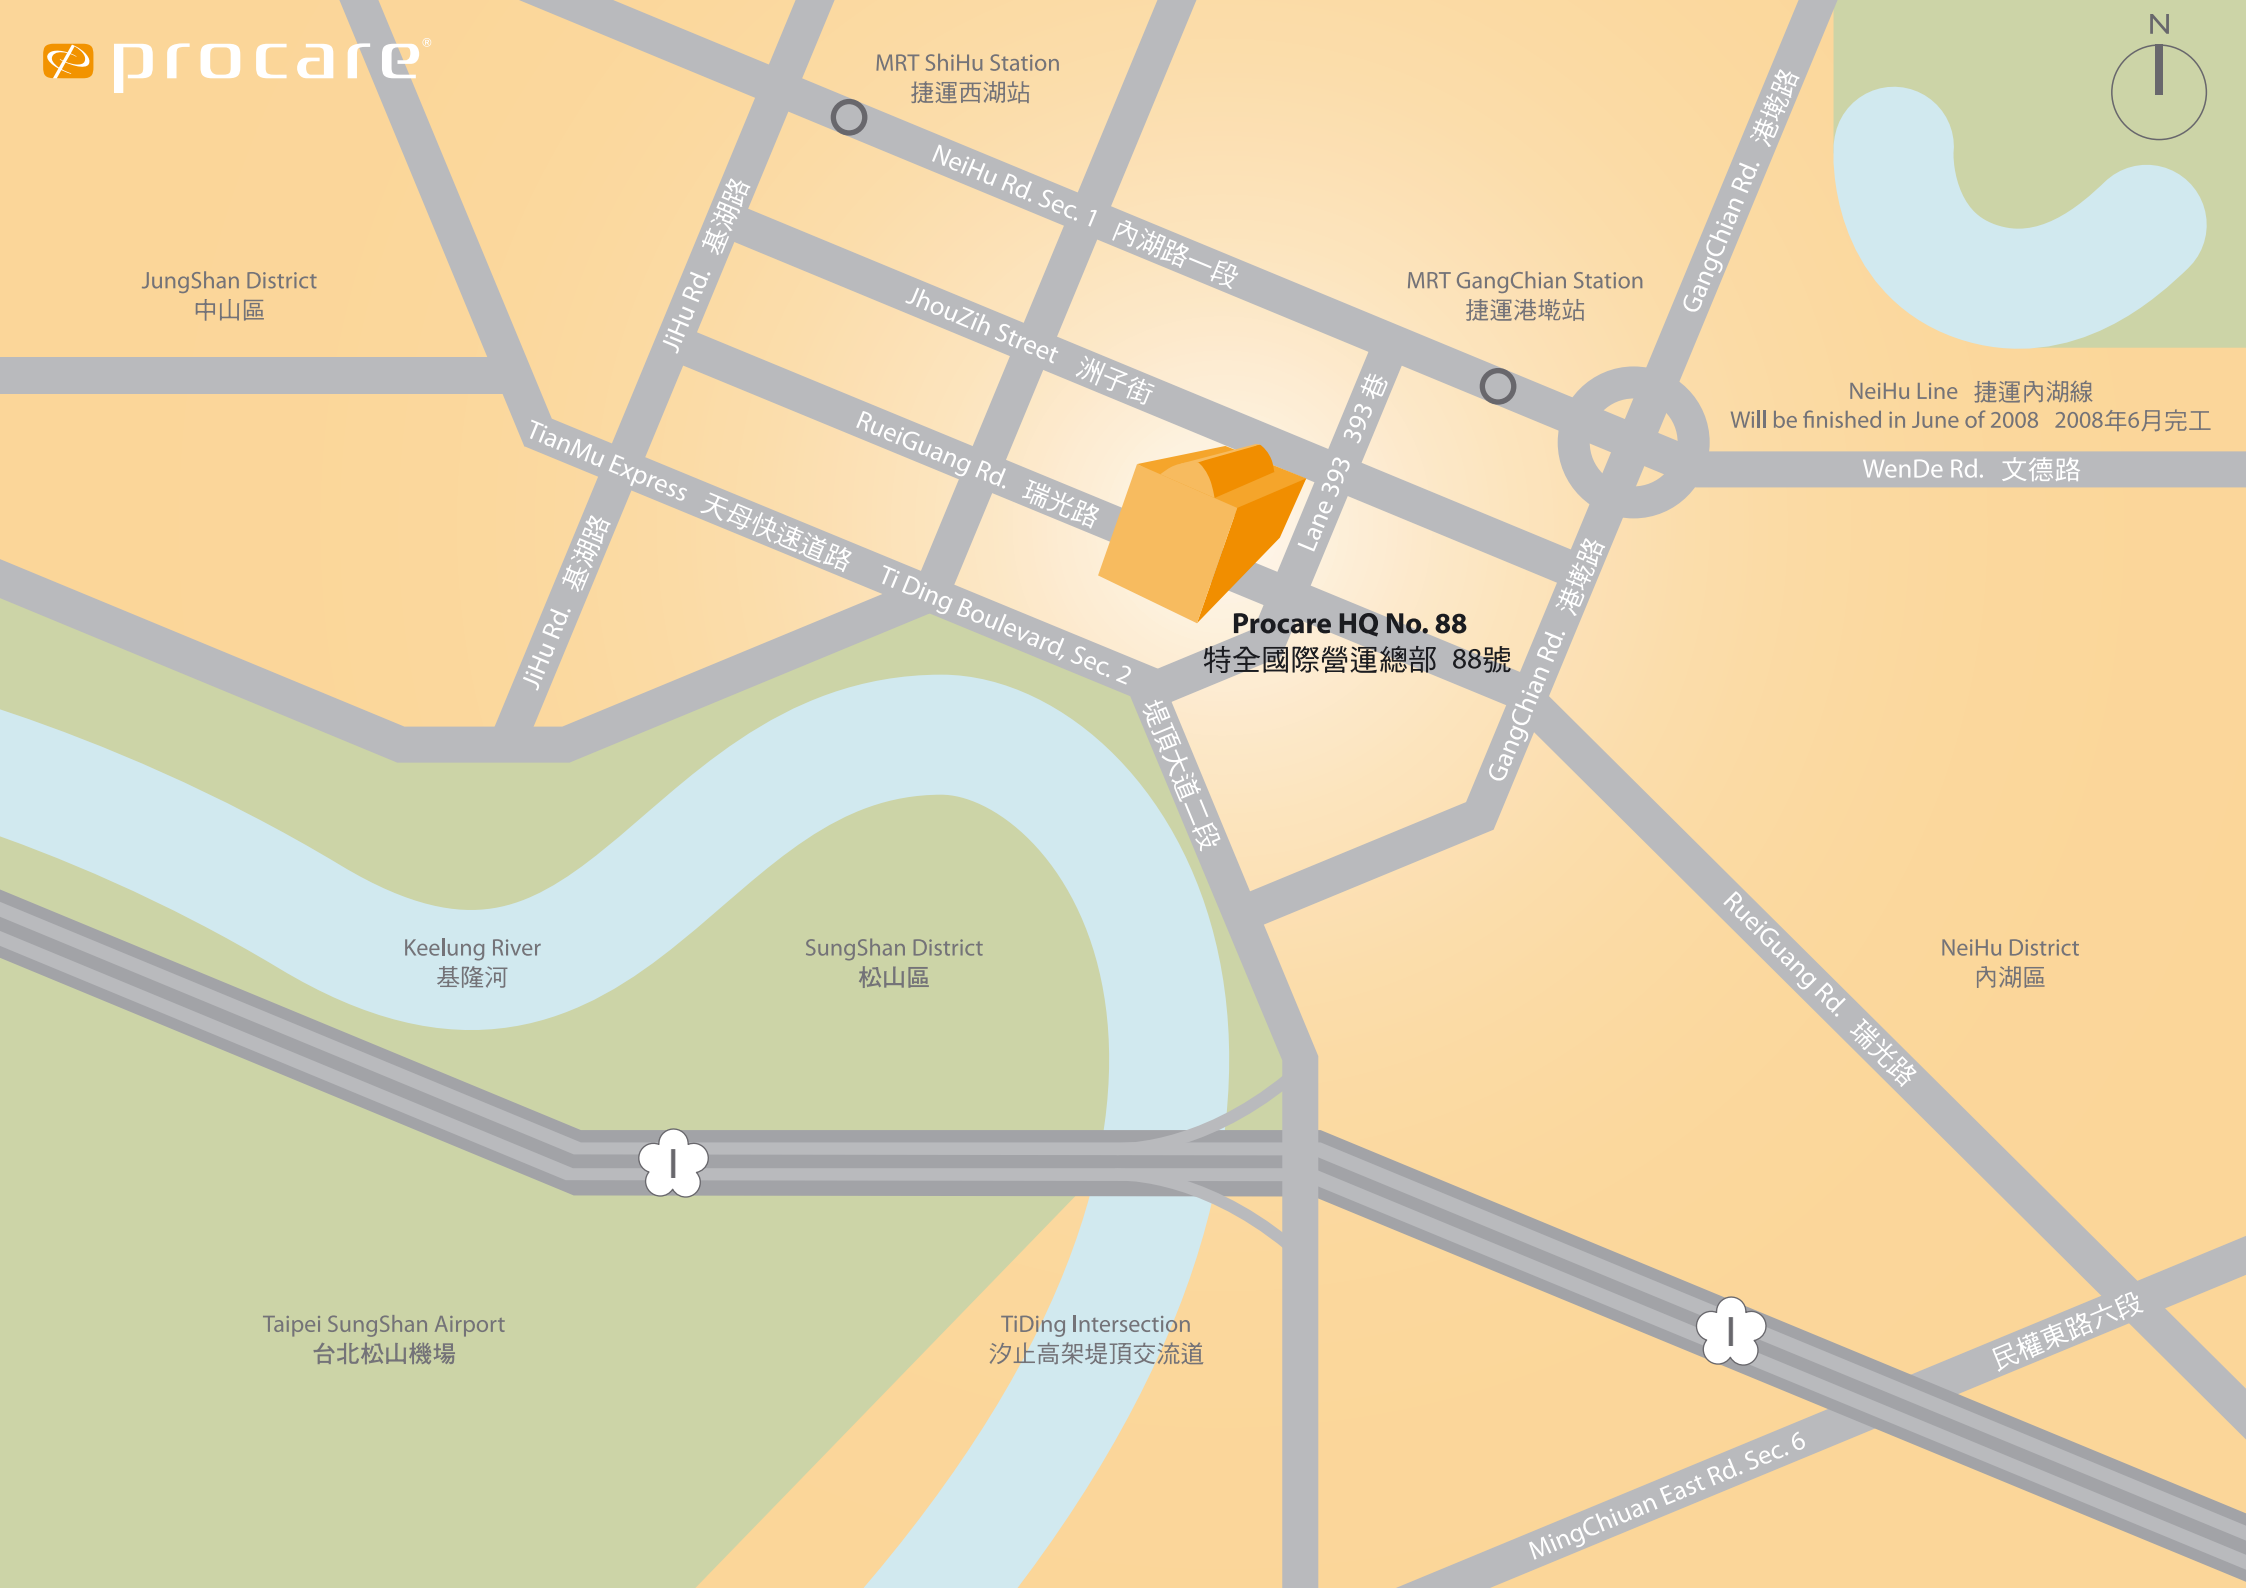 procare®
N
MRT ShiHu Station
捷運西湖站
NeiHu Rd. Sec. 1 內湖路一段
GangChian Rd. 港墘路
JiHu Rd. 基湖路
JungShan District
中山區
JhouZih Street 洲子街
MRT GangChian Station
捷運港墘站
NeiHu Line 捷運內湖線
Will be finished in June of 2008 2008年6月完工
WenDe Rd. 文德路
Lane 393 393 巷
RueiGuang Rd. 瑞光路
TianMu Express 天母快速道路
Ti Ding Boulevard, Sec. 2
堤頂大道二段
JiHu Rd. 基湖路
GangChian Rd. 港墘路
Procare HQ No. 88
特全國際營運總部 88號
RueiGuang Rd. 瑞光路
Keelung River
基隆河
SungShan District
松山區
NeiHu District
內湖區
1
Taipei SungShan Airport
台北松山機場
TiDing Intersection
汐止高架堤頂交流道
1
MingChiuan East Rd. Sec. 6
民權東路六段